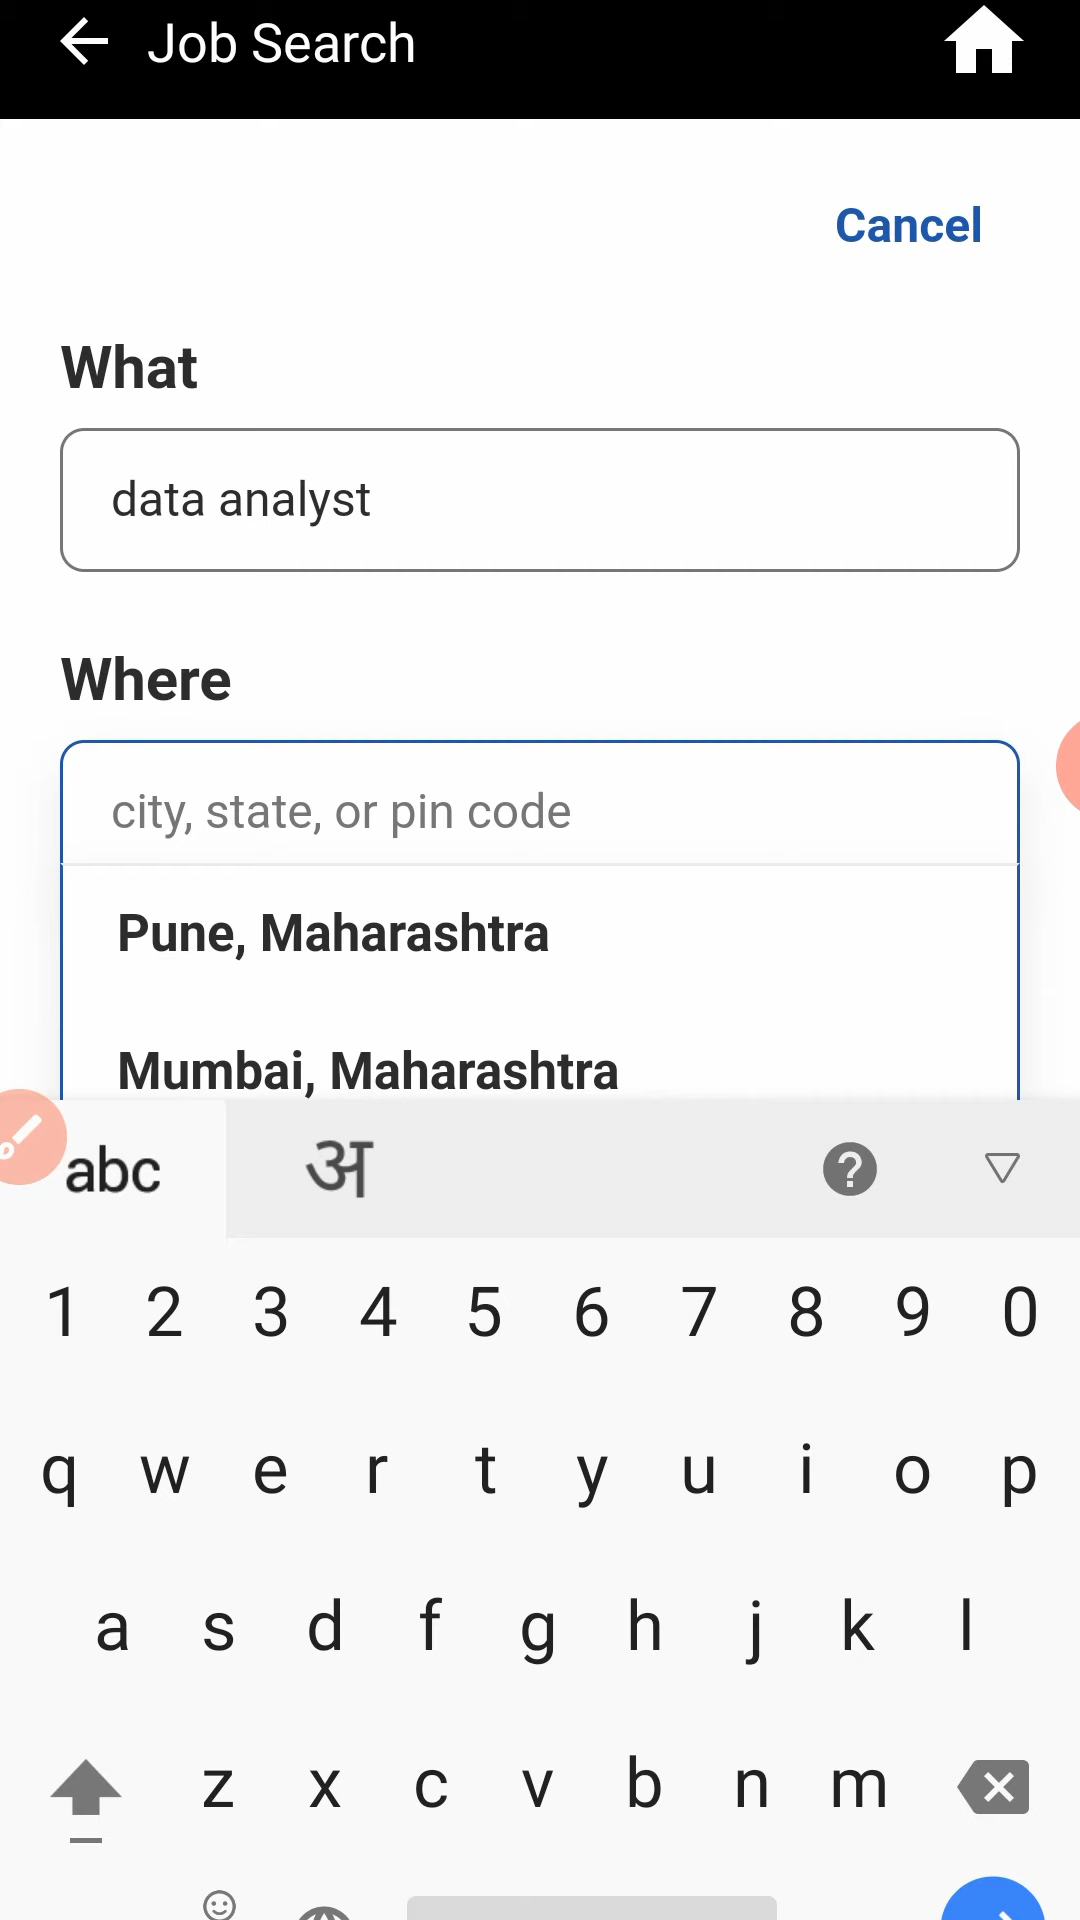 Job Search
Cancel
What
data analyst
Where
city, state, or pin code
Pune, Maharashtra
Mumbai, Maharashtra
abc अ ?
1 2 3 4 5 6 7 8 9 0
q w e r t y u i o p
a s d f g h j k l
z x c v b n m